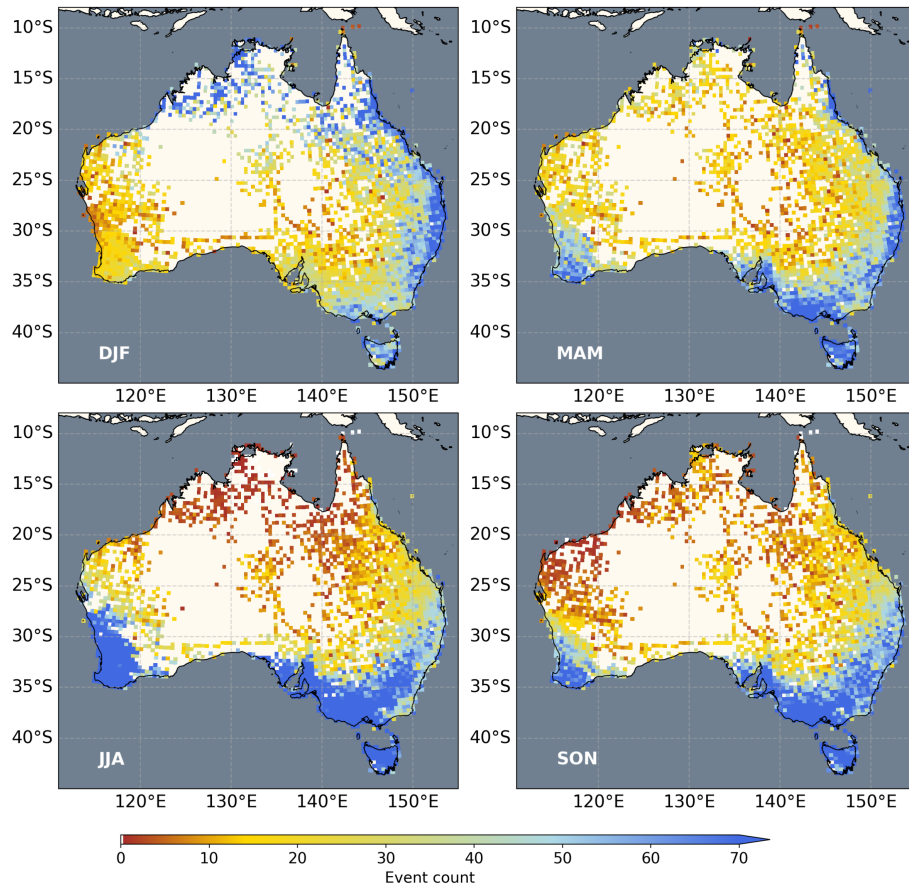 10°S 10°S
15°S 15°S
20°S 20°S
25°S 25°S
30°S 30°S
35°S 35°S
40°S 40°S
DJF MAM
120°E 130°E 140°E 150°E 120°E 130°E 140°E 150°E
10°S 10°S
15°S 15°S
20°S 20°S
25°S 25°S
30°S 30°S
35°S 35°S
40°S 40°S
JJA SON
120°E 130°E 140°E 150°E 120°E 130°E 140°E 150°E
0 10 20 30 40 50 60 70
Event count